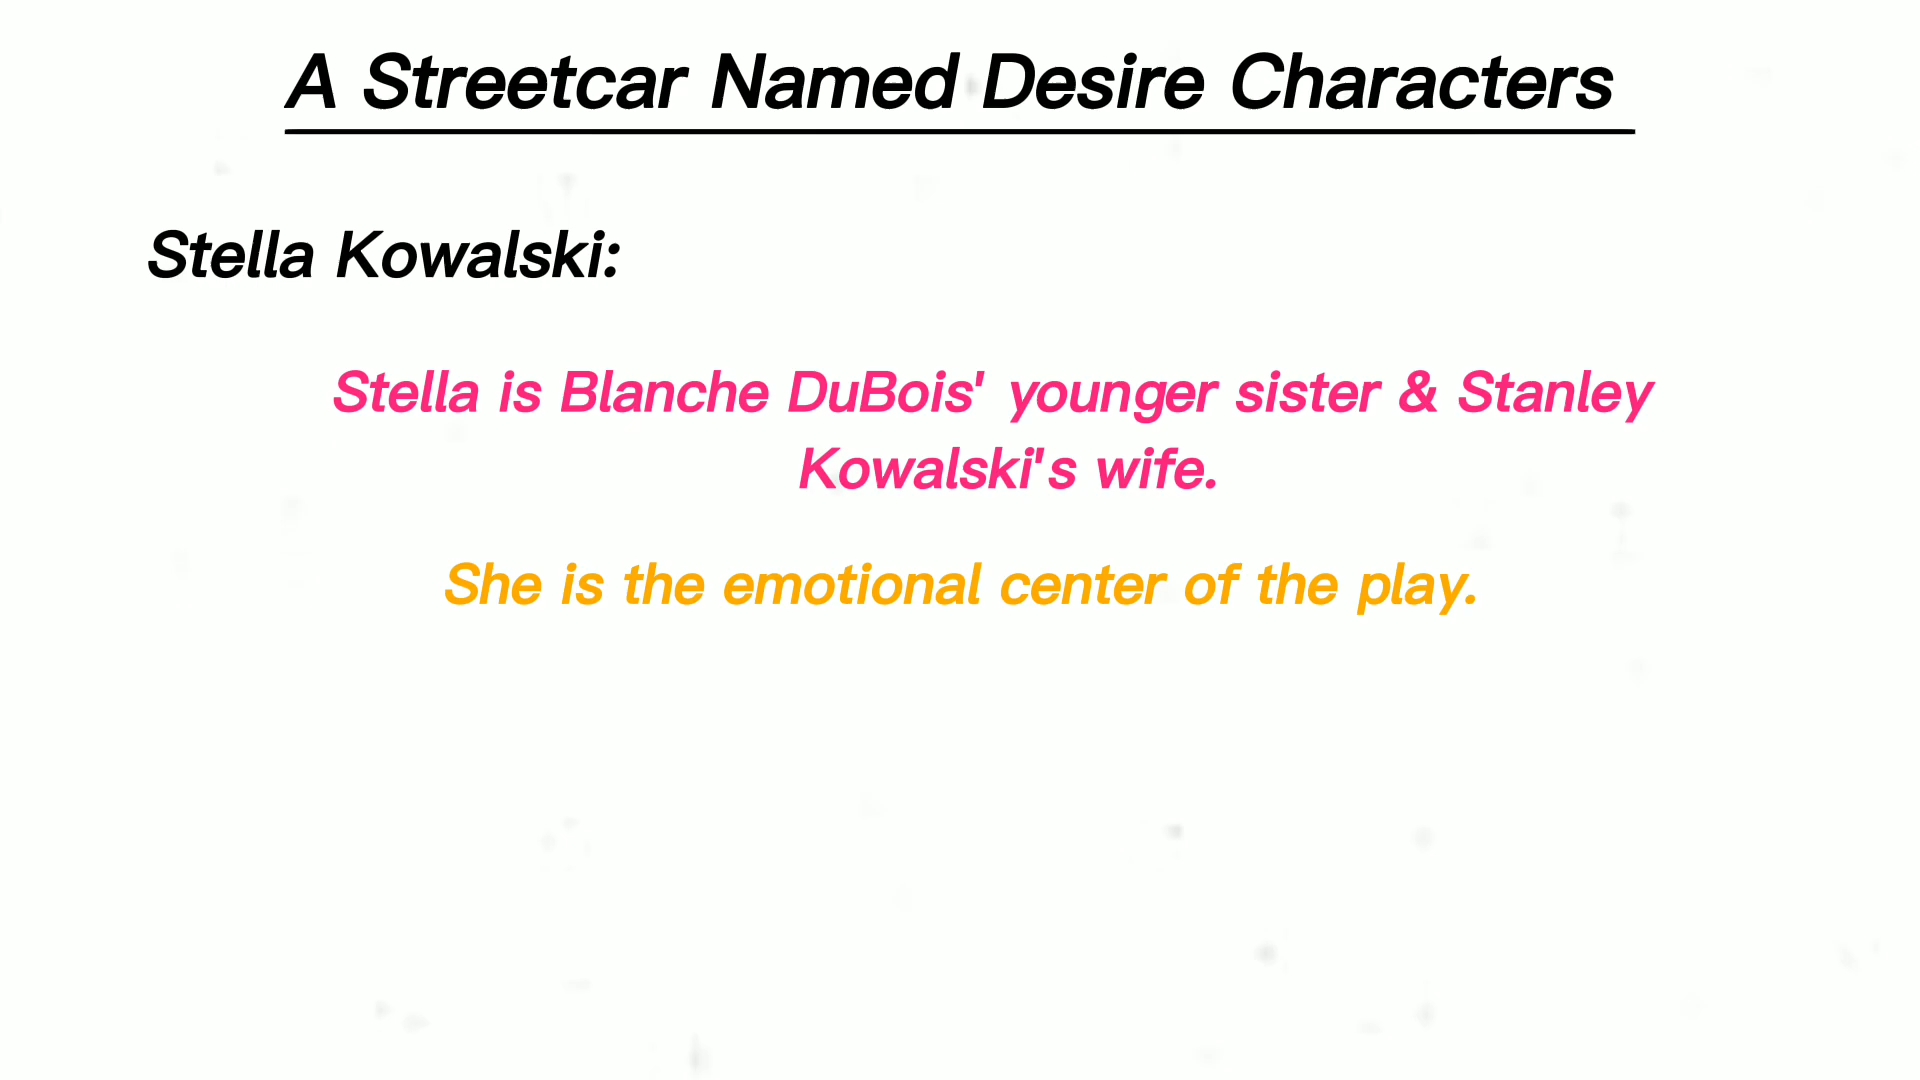 A Streetcar Named Desire Characters
Stella Kowalski:
Stella is Blanche DuBois' younger sister & Stanley
Kowalski's wife.
She is the emotional center of the play.